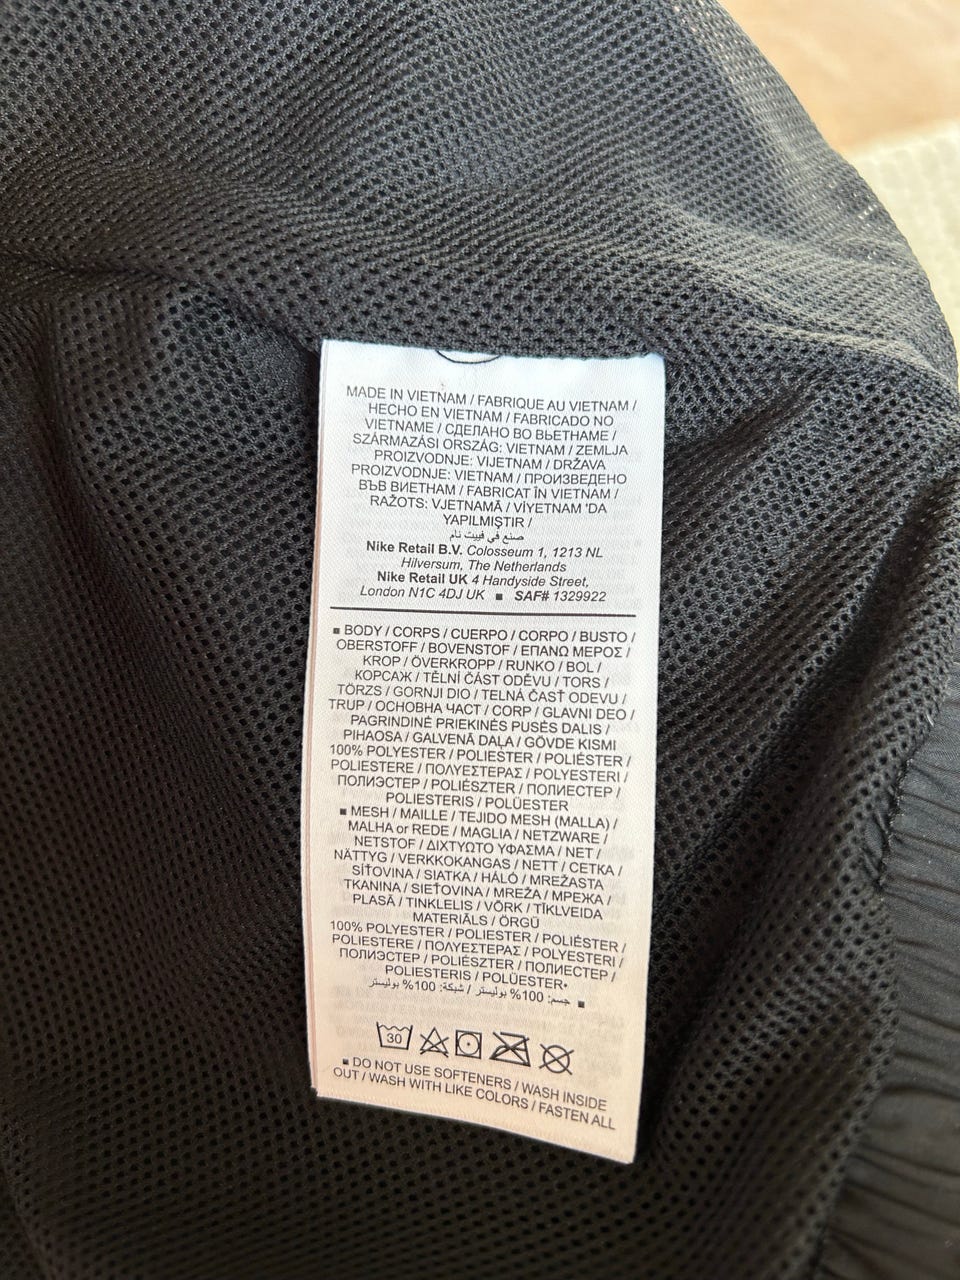 MADE IN VIETNAM / FABRIQUE AU VIETNAM /
HECHO EN VIETNAM / FABRICADO NO
VIETNAME / СДЕЛАНО ВО ВЬЕТНАМЕ /
SZÁRMAZÁSI ORSZÁG: VIETNAM / ZEMLJA
PROIZVODNJE: VIJETNAM / DRŽAVA
PROIZVODNJE: VIETNAM / ПРОИЗВЕДЕНО
ВЪВ ВИЕТНАМ / FABRICAT ÎN VIETNAM /
RAŽOTS: VJETNAMĀ / VİYETNAM 'DA
YAPILMIŞTIR /
صنع في فييت نام
Nike Retail B.V. Colosseum 1, 1213 NL
Hilversum, The Netherlands
Nike Retail UK 4 Handyside Street,
London N1C 4DJ UK ■ SAF# 1329922
■ BODY / CORPS / CUERPO / CORPO / BUSTO /
OBERSTOFF / BOVENSTOF / ΕΠΑΝΩ ΜΕΡΟΣ /
KROP / ÖVERKROPP / RUNKO / BOL /
КОРСАЖ / TĚLNÍ ČÁST ODĚVU / TORS /
TÖRZS / GORNJI DIO / TELNÁ ČASŤ ODEVU /
TRUP / ОСНОВНА ЧАСТ / CORP / GLAVNI DEO /
PAGRINDINĖ PRIEKINĖS PUSĖS DALIS /
PIHAOSA / GALVENĀ DAĻA / GÖVDE KISMI
100% POLYESTER / POLIESTER / POLIÉSTER /
POLIESTERE / ΠΟΛΥΕΣΤΕΡΑΣ / POLYESTERI /
ПОЛИЭСТЕР / POLIÉSZTER / ПОЛИЕСТЕР /
POLIESTERIS / POLÜESTER
■ MESH / MAILLE / TEJIDO MESH (MALLA) /
MALHA or REDE / MAGLIA / NETZWARE /
NETSTOF / ΔΙΧΤΥΩΤΟ ΥΦΑΣΜΑ / NET /
NÄTTYG / VERKKOKANGAS / NETT / СЕТКА /
SÍŤOVINA / SIATKA / HÁLÓ / MREŽASTA
TKANINA / SIEŤOVINA / MREŽA / МРЕЖА /
PLASĂ / TINKLELIS / VÕRK / TĪKLVEIDA
MATERIĀLS / ÖRGÜ
100% POLYESTER / POLIESTER / POLIÉSTER /
POLIESTERE / ΠΟΛΥΕΣΤΕΡΑΣ / POLYESTERI /
ПОЛИЭСТЕР / POLIÉSZTER / ПОЛИЕСТЕР /
POLIESTERIS / POLÜESTER•
■ جسم: 100% بوليستر / شبكة: 100% بوليستر
30
■ DO NOT USE SOFTENERS / WASH INSIDE
OUT / WASH WITH LIKE COLORS / FASTEN ALL